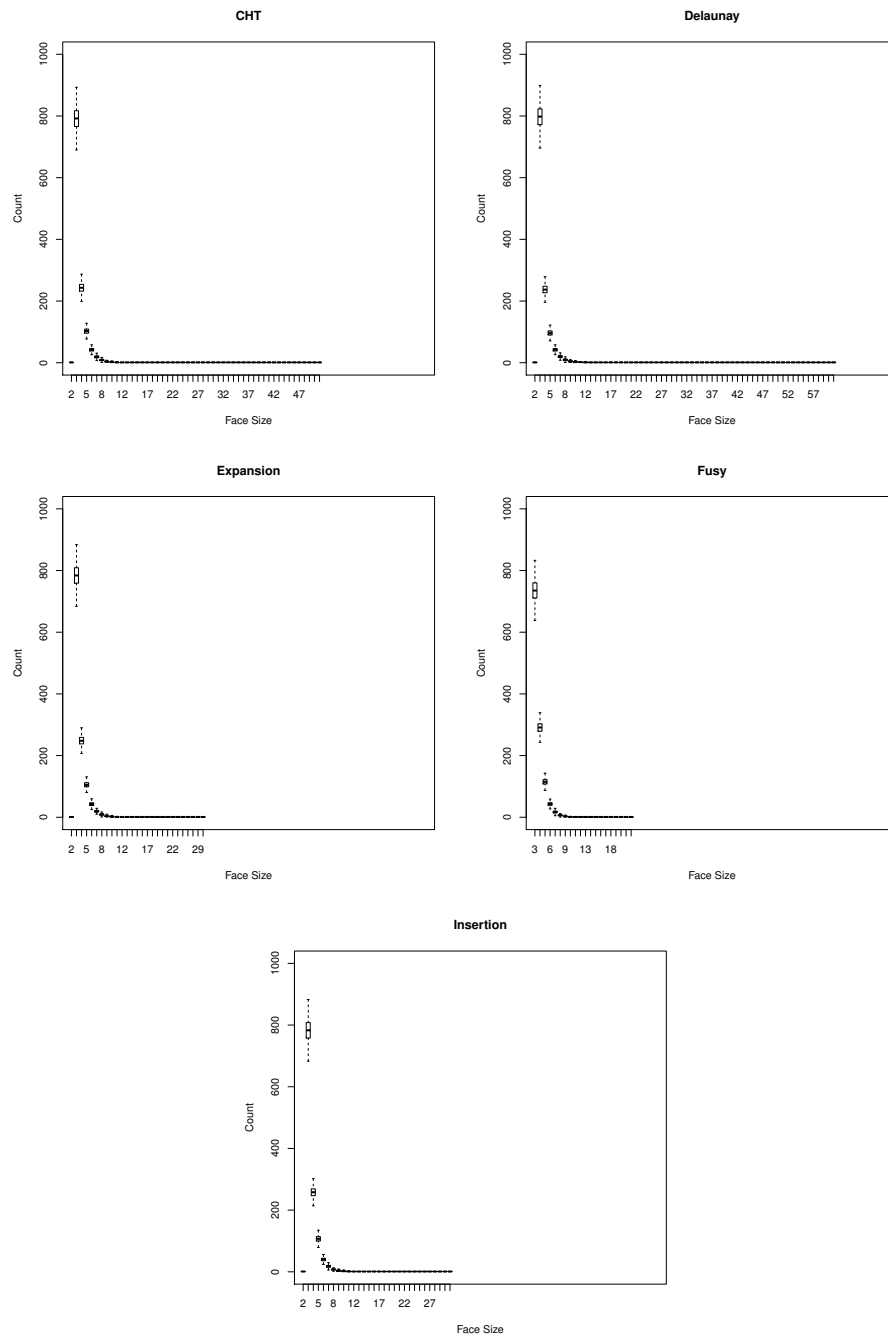 CHT
Count
1000
800
600
400
200
0
2 5 8 12 17 22 27 32 37 42 47
Face Size
Delaunay
Count
1000
800
600
400
200
0
2 5 8 12 17 22 27 32 37 42 47 52 57
Face Size
Expansion
Count
1000
800
600
400
200
0
2 5 8 12 17 22 29
Face Size
Fusy
Count
1000
800
600
400
200
0
3 6 9 13 18
Face Size
Insertion
Count
1000
800
600
400
200
0
2 5 8 12 17 22 27
Face Size